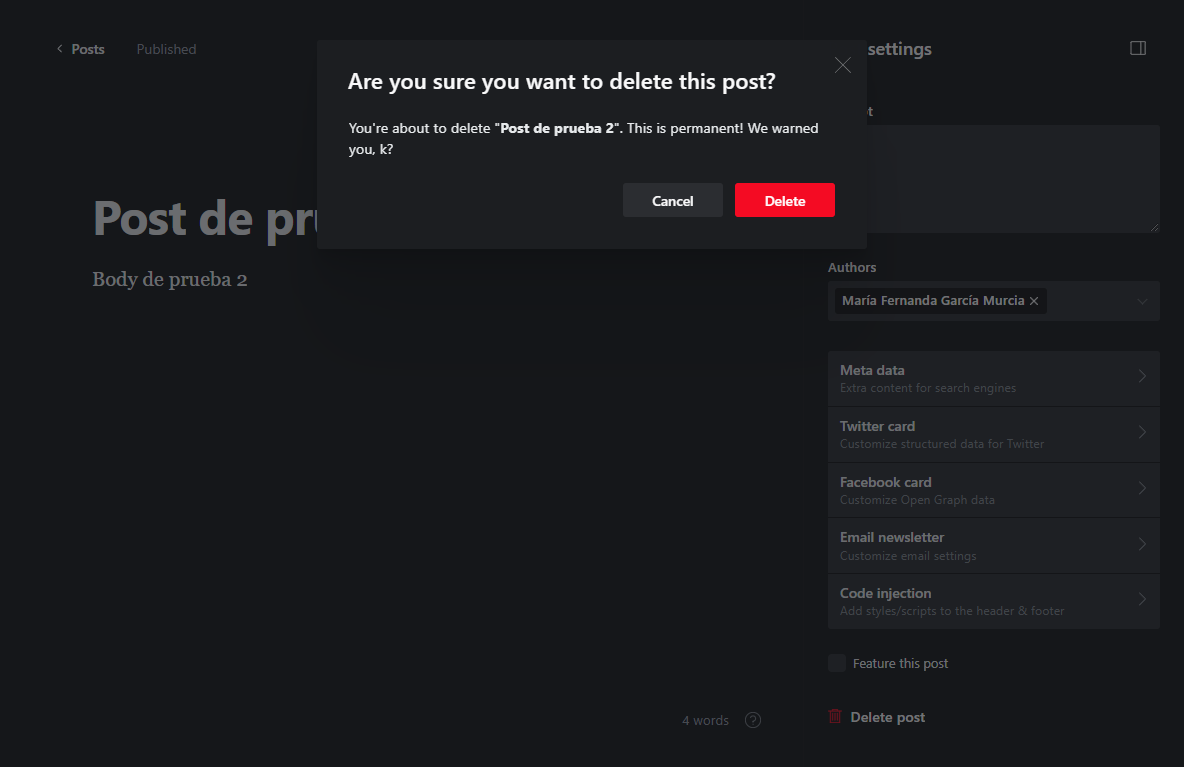 Posts
Published
settings
Are you sure you want to delete this post?
You're about to delete "Post de prueba 2". This is permanent! We warned
you, k?
Cancel
Delete
Post de
Body de prueba 2
Authors
María Fernanda García Murcia
Meta data
Extra content for search engines
Twitter card
Customize structured data for Twitter
Facebook card
Customize Open Graph data
Email newsletter
Customize email settings
Code injection
Add styles/scripts to the header & footer
Feature this post
4 words
?
Delete post